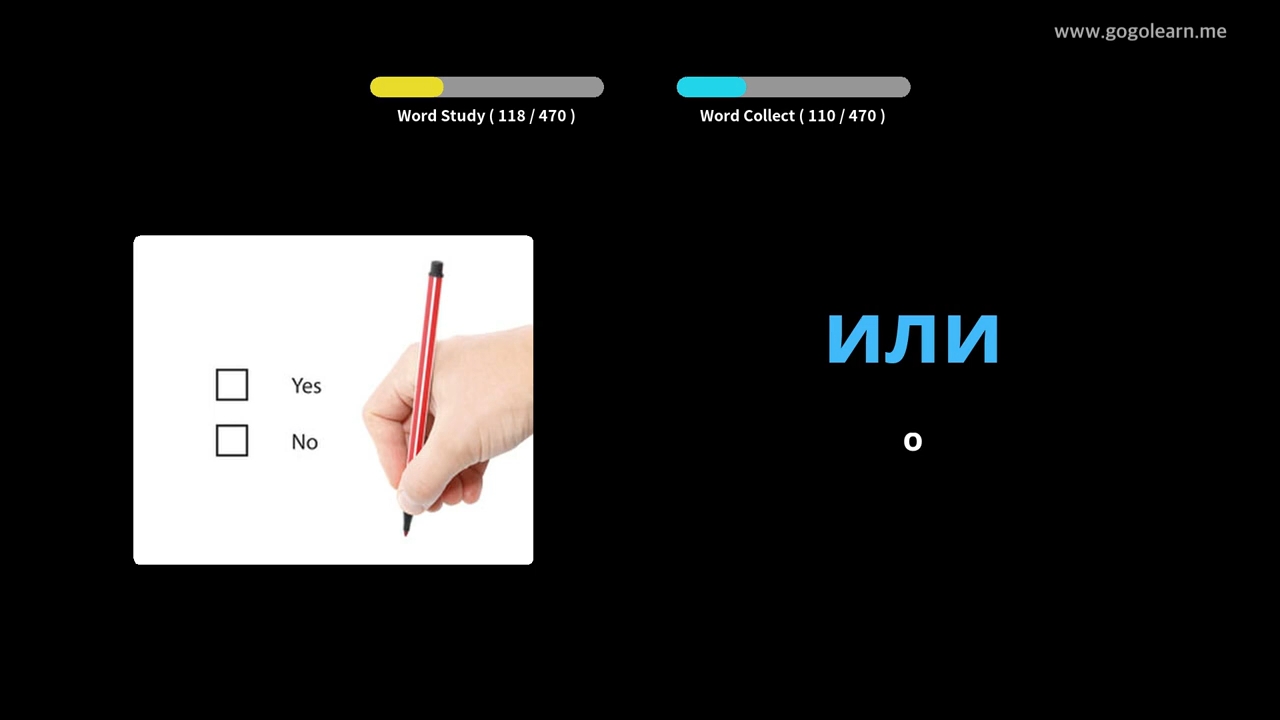 www.gogolearn.me
Word Study ( 118 / 470 )
Word Collect ( 110 / 470 )
Yes
No
или
o